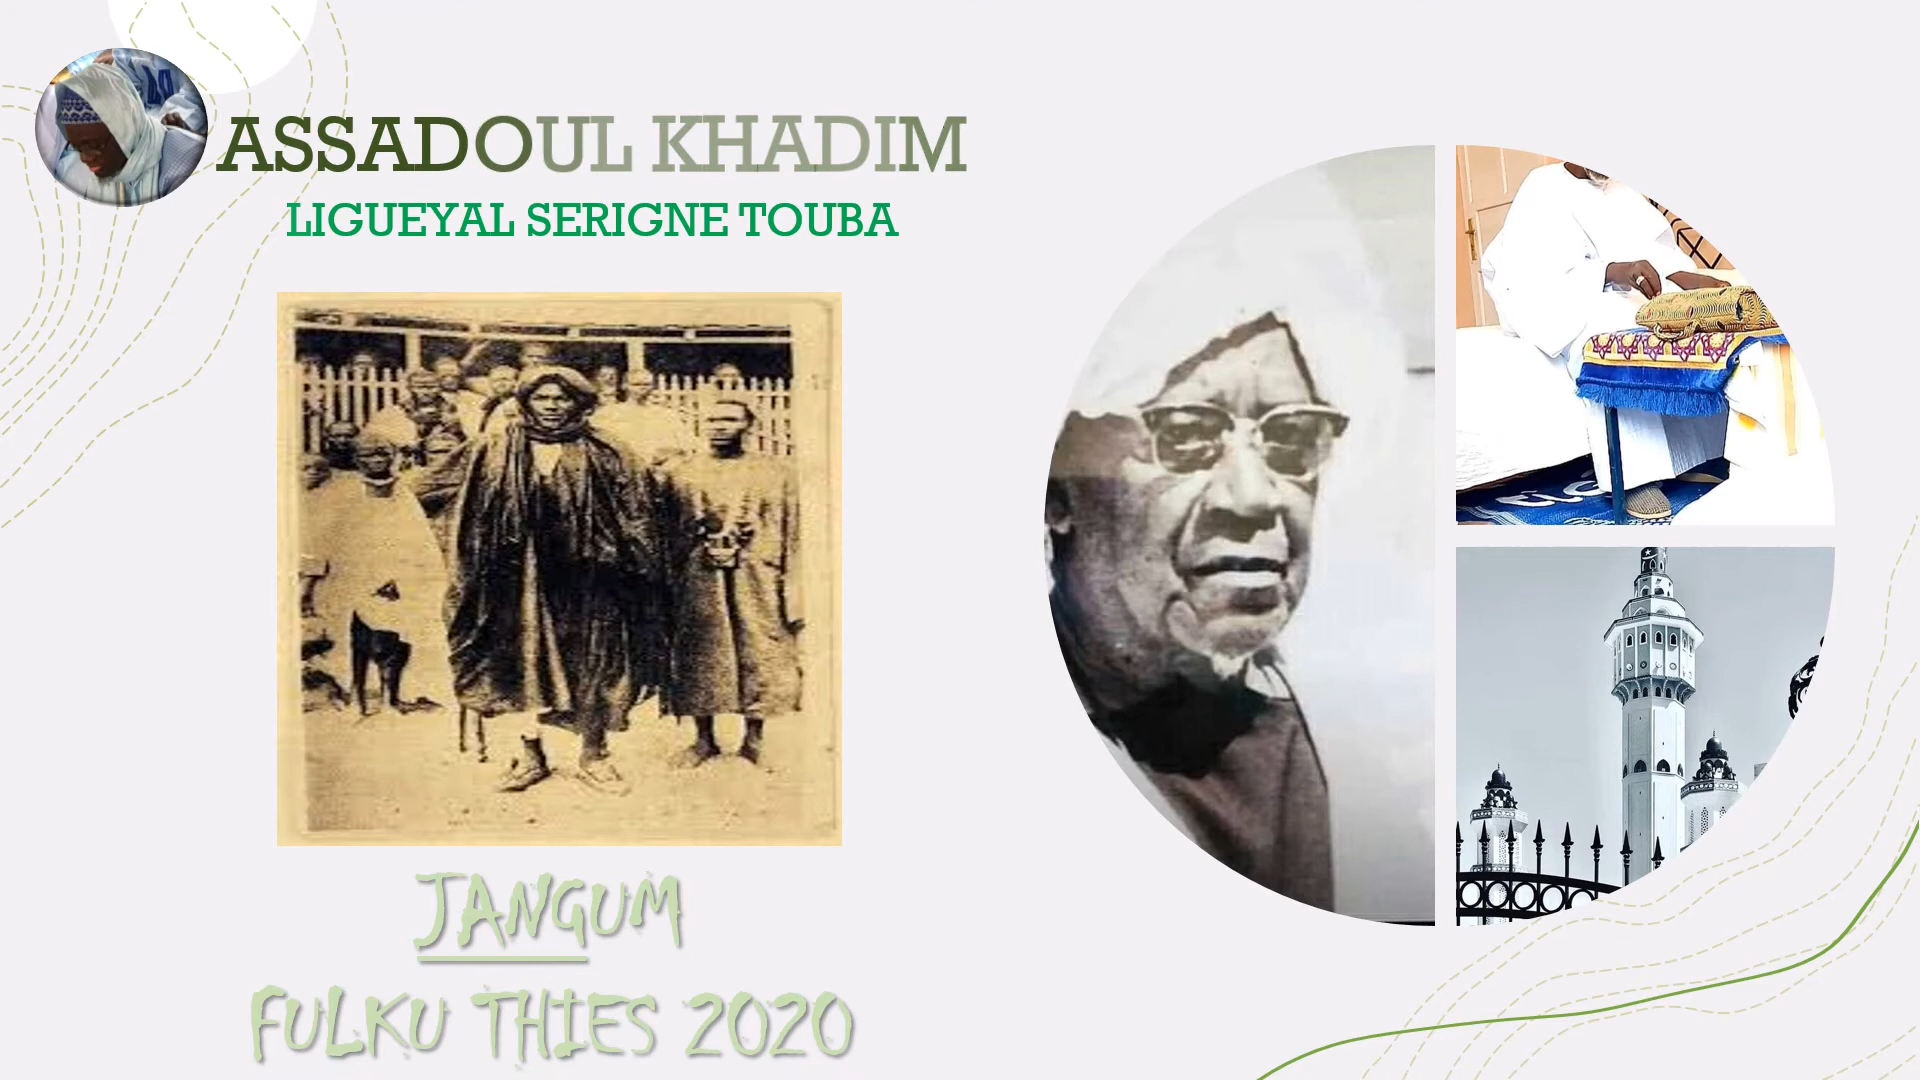 ASSADOUL KHADIM
LIGUEYAL SERIGNE TOUBA
JANGUM
FULKU THIES 2020